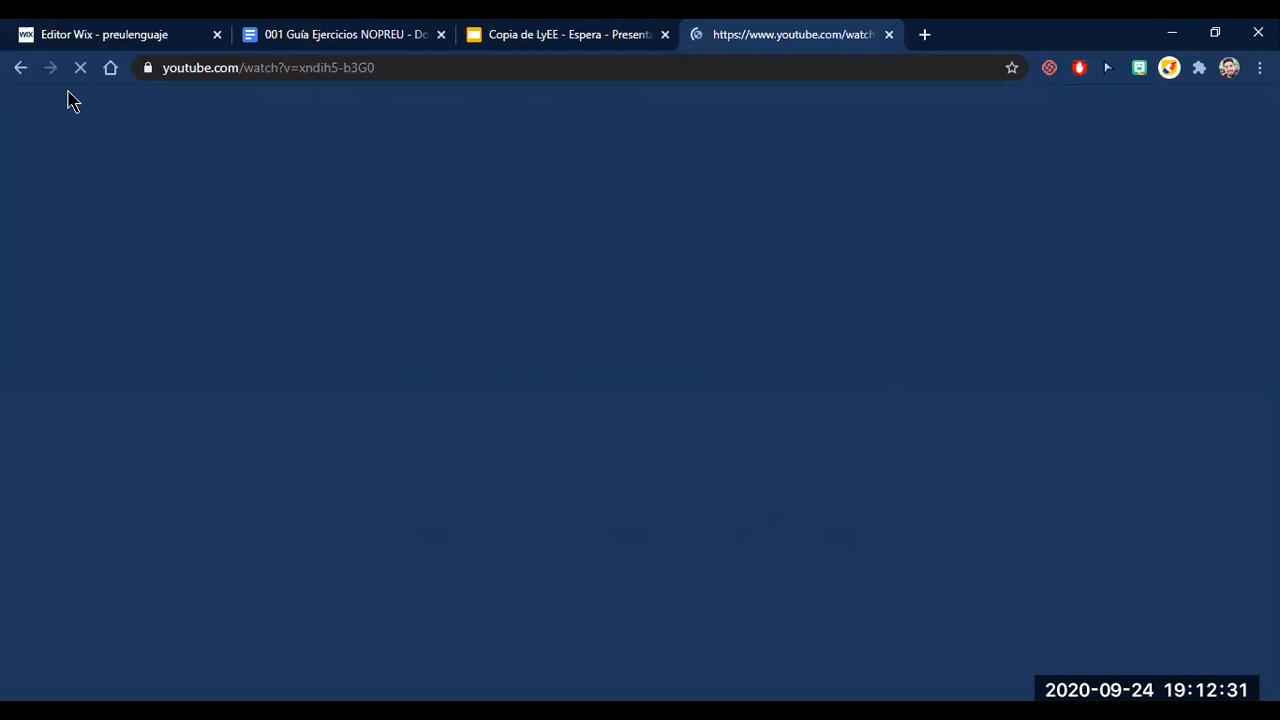 WIX Editor Wix - preulenguaje
001 Guía Ejercicios NOPREU - Do
Copia de LyEE - Espera - Presenta
https://www.youtube.com/watch
youtube.com/watch?v=xndih5-b3G0
2020-09-24 19:12:31